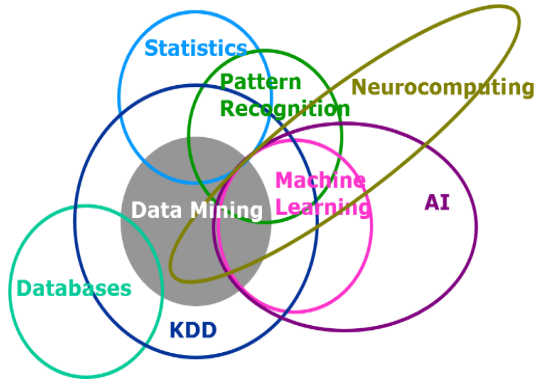 Statistics
Pattern
Recognition
Neurocomputing
Machine
Learning
Data Mining
AI
Databases
KDD